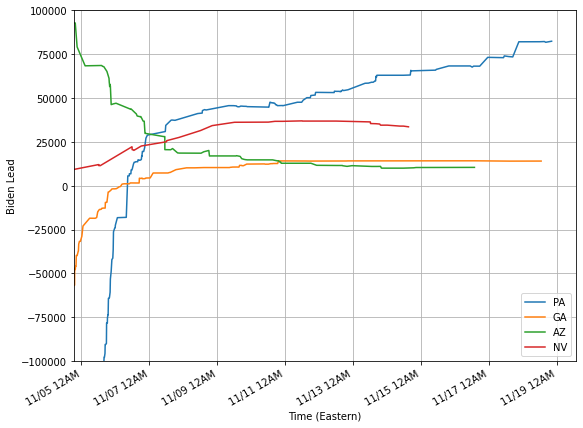 100000
75000
50000
25000
0
−25000
−50000
−75000
−100000
Biden Lead
11/05 12AM
11/07 12AM
11/09 12AM
11/11 12AM
11/13 12AM
11/15 12AM
11/17 12AM
11/19 12AM
Time (Eastern)
PA
GA
AZ
NV